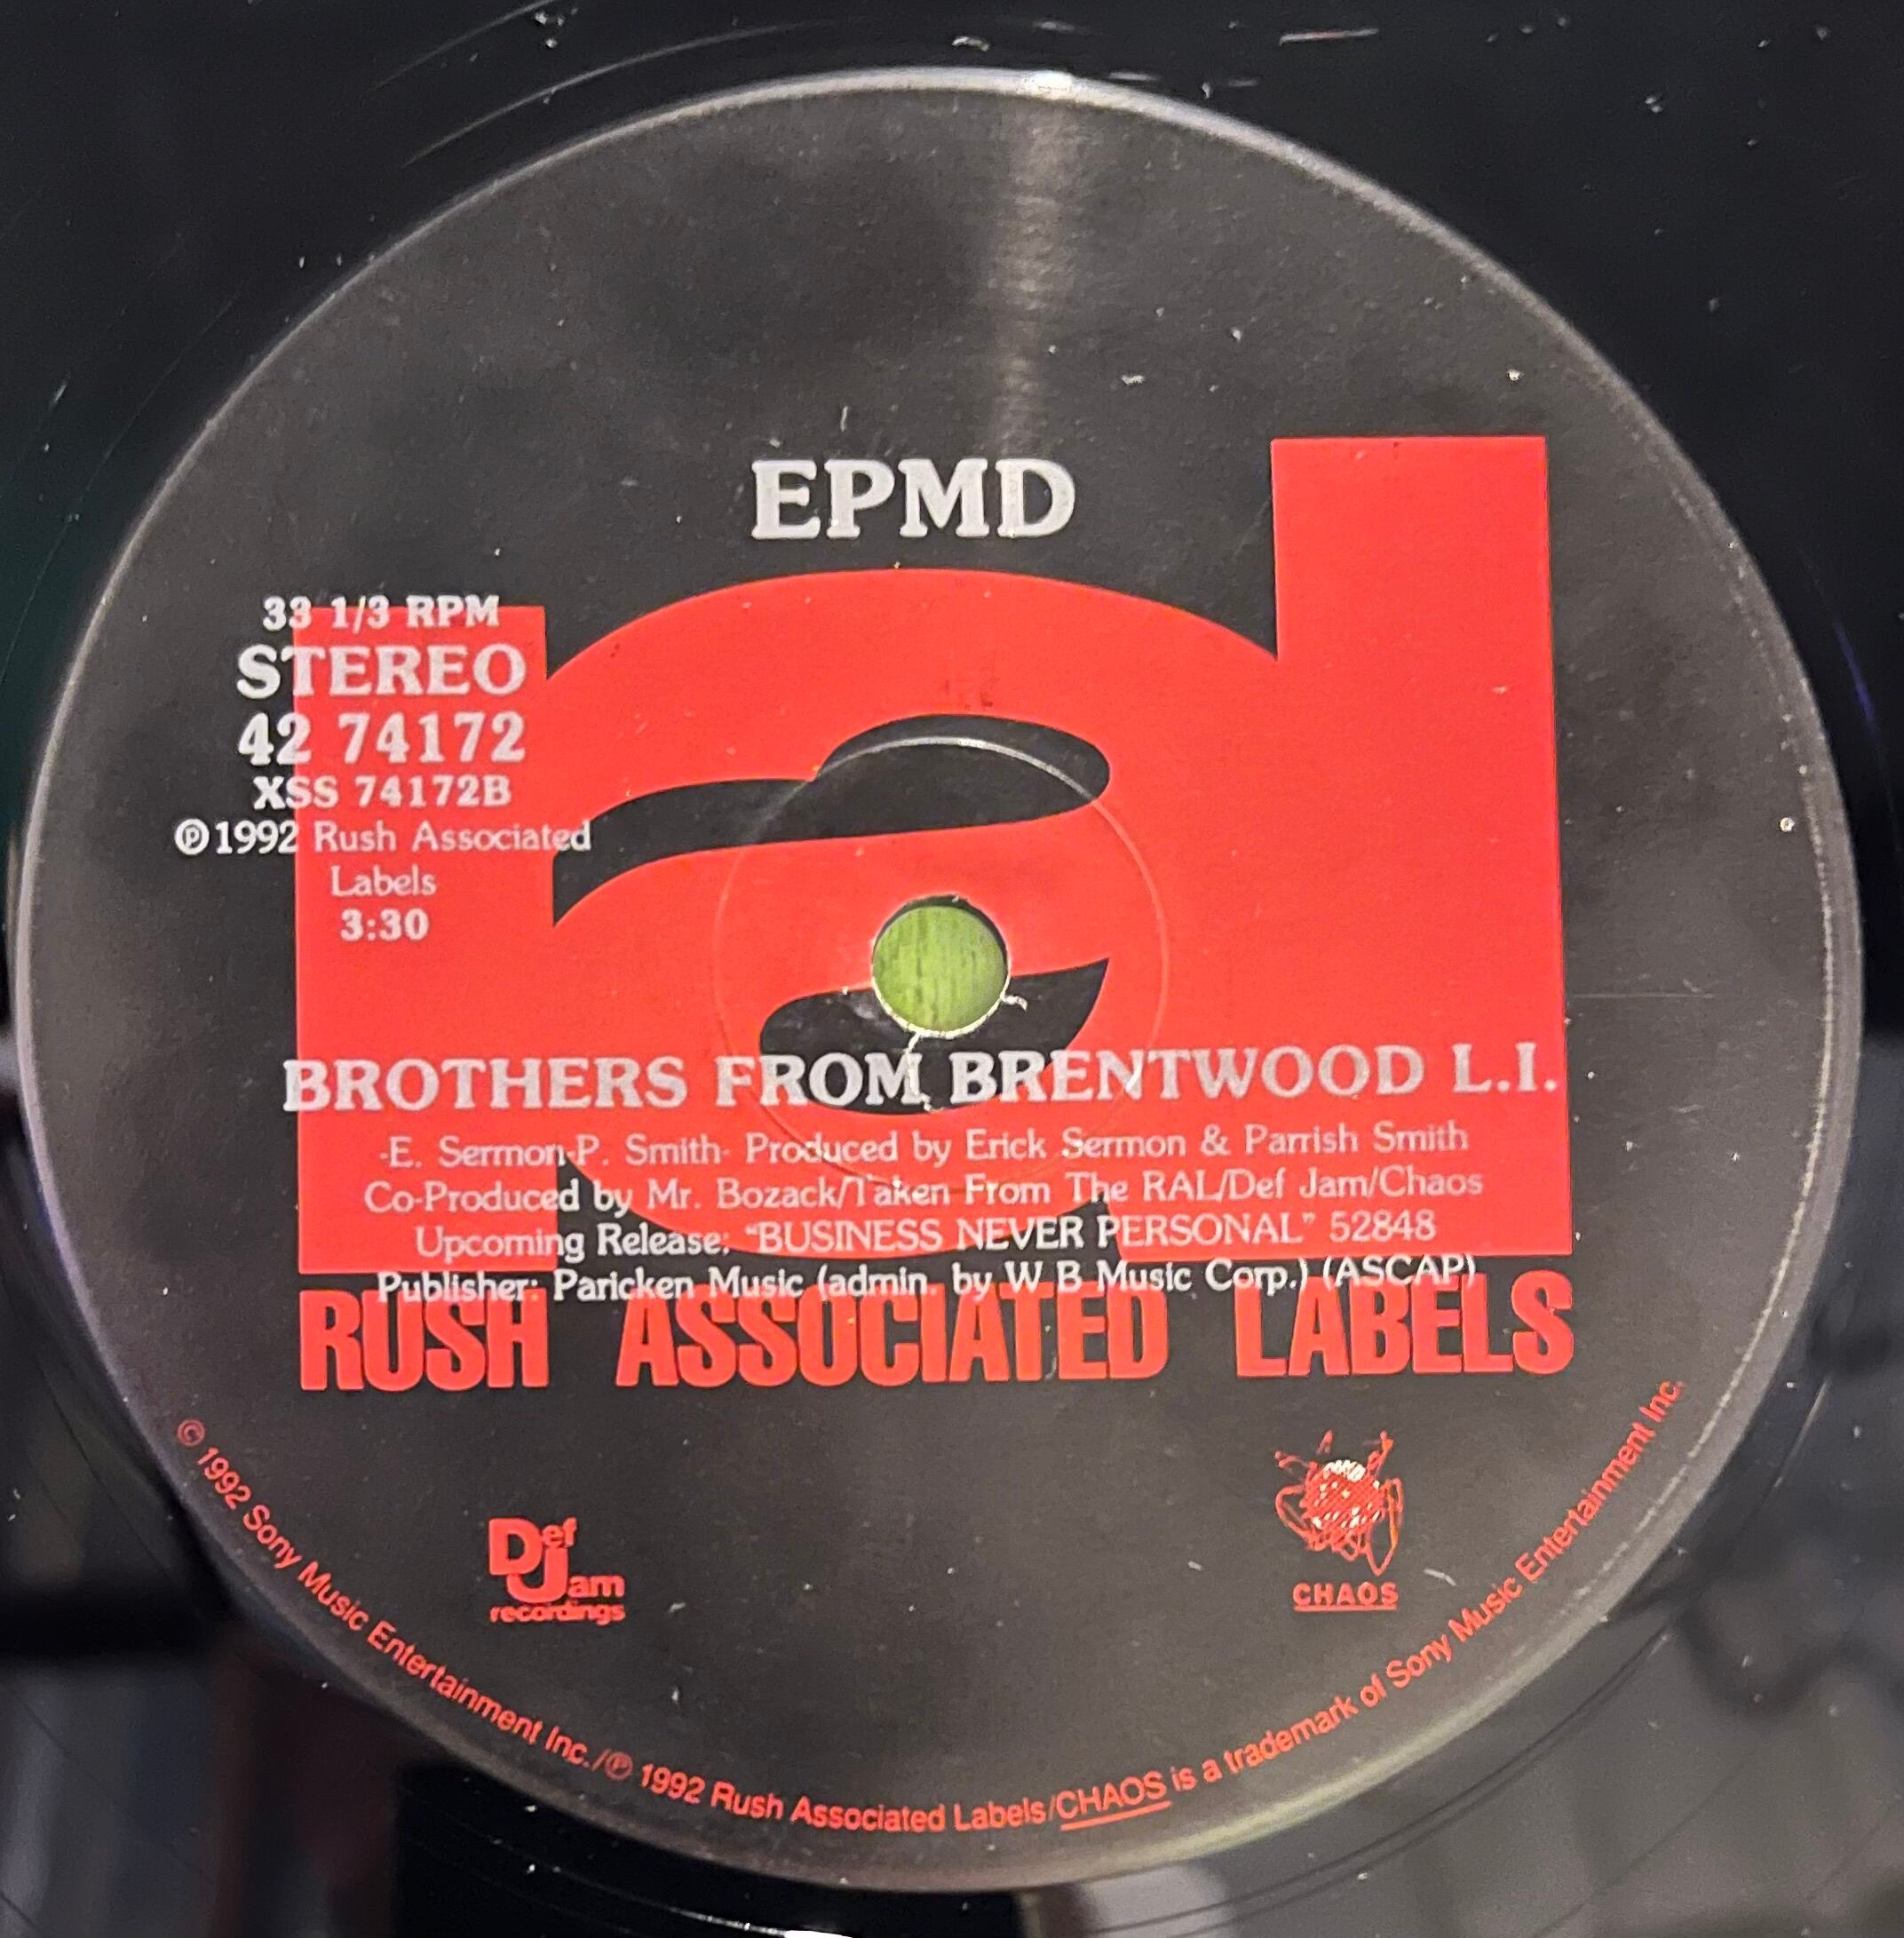 EPMD
33 1/3 RPM
STEREO
42 74172
XSS 74172B
℗1992 Rush Associated
Labels
3:30
BROTHERS FROM BRENTWOOD L.I.
-E. Sermon-P. Smith- Produced by Erick Sermon & Parrish Smith
Co-Produced by Mr. Bozack/Taken From The RAL/Def Jam/Chaos
Upcoming Release: "BUSINESS NEVER PERSONAL" 52848
Publisher: Paricken Music (admin. by W B Music Corp.) (ASCAP)
ral
RUSH ASSOCIATED LABELS
Def
Jam
recordings
CHAOS
© 1992 Sony Music Entertainment Inc./℗ 1992 Rush Associated Labels/CHAOS is a trademark of Sony Music Entertainment Inc.